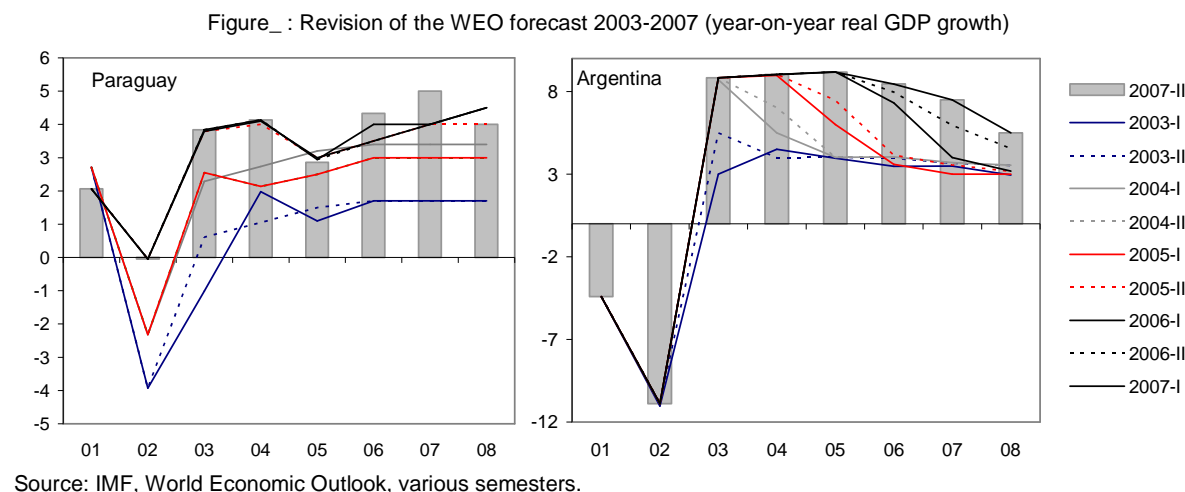 Figure_ : Revision of the WEO forecast 2003-2007 (year-on-year real GDP growth)
Paraguay
6
5
4
3
2
1
0
-1
-2
-3
-4
-5
01 02 03 04 05 06 07 08
Argentina
8
3
-2
-7
-12
01 02 03 04 05 06 07 08
2007-II
2003-I
2003-II
2004-I
2004-II
2005-I
2005-II
2006-I
2006-II
2007-I
Source: IMF, World Economic Outlook, various semesters.